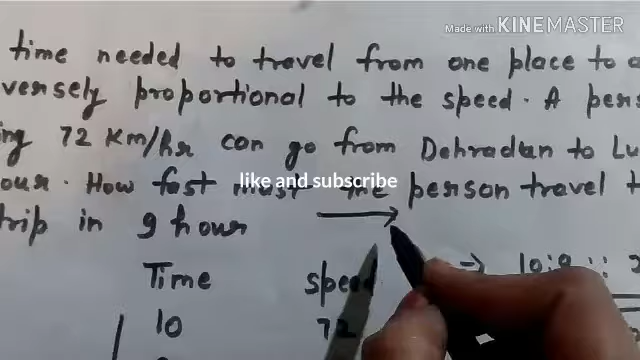 Made with KINEMASTER
time needed to travel from one place to a
versely proportional to the speed. A pers
ing 72 Km/hr can go from Dehradun to Lu
our. How fast must the person travel t
like and subscribe
trip in 9 hour
→ 10:9 ::
Time speed
10 72